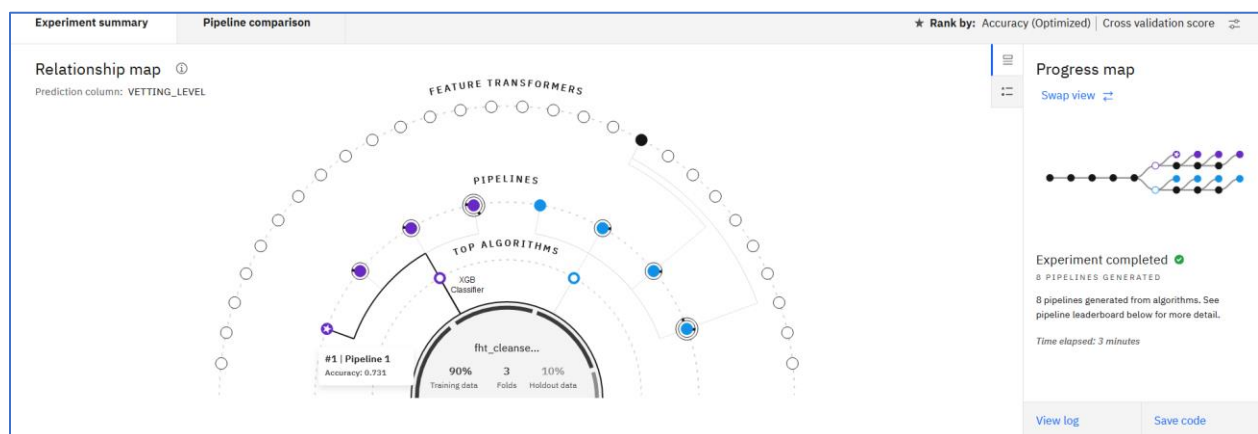 Experiment summary
Pipeline comparison
★ Rank by: Accuracy (Optimized) | Cross validation score
Relationship map
Prediction column: VETTING_LEVEL
FEATURE TRANSFORMERS
PIPELINES
TOP ALGORITHMS
XGB
Classifier
#1 | Pipeline 1
Accuracy: 0.731
fht_cleanse...
90% 3 10%
Training data Folds Holdout data
Progress map
Swap view
Experiment completed
8 PIPELINES GENERATED
8 pipelines generated from algorithms. See
pipeline leaderboard below for more detail.
Time elapsed: 3 minutes
View log
Save code